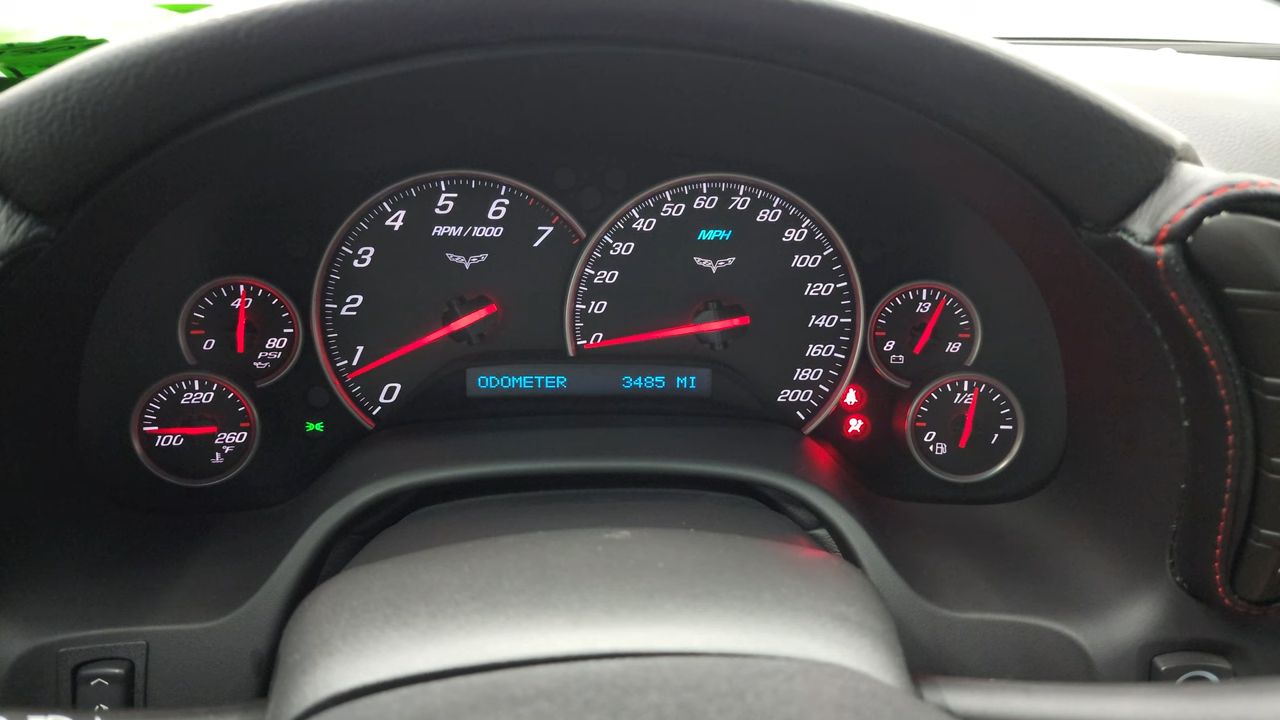 0 1 2 3 4 5 6 7
RPM / 1000
0 10 20 30 40 50 60 70 80 90 100 120 140 160 180 200
MPH
0 40 80
PSI
100 220 260
°F
8 13 18
0 1/2 1
ODOMETER 3485 MI